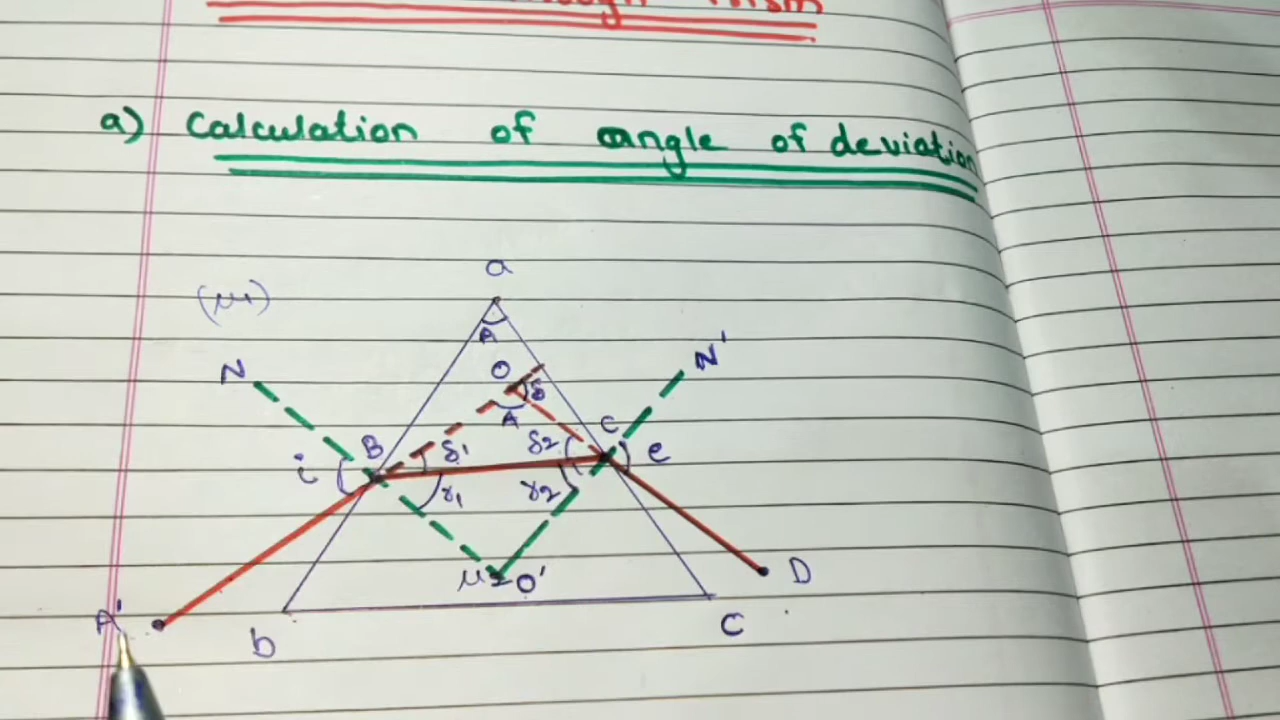 a) Calculation of angle of deviation
a
(μ1)
A
N
N'
O
δ
A
B
δ1
δ2
C
e
i
r1
r2
μ2
O'
D
A'
b
C